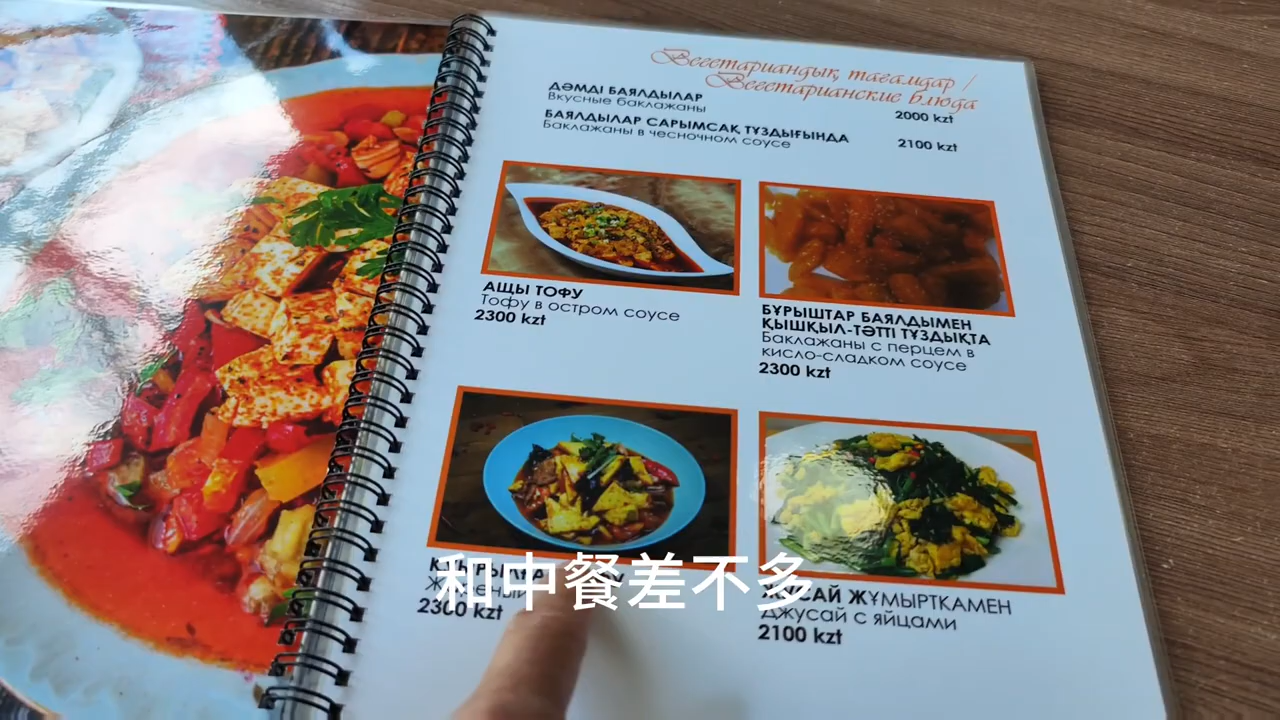 Вегетариандық тағамдар /
Вегетарианские блюда
ДӘМДІ БАЯЛДЫЛАР
Вкусные баклажаны
2000 kzt
БАЯЛДЫЛАР САРЫМСАҚ ТҰЗДЫҒЫНДА
Баклажаны в чесночном соусе
2100 kzt
АЩЫ ТОФУ
Тофу в остром соусе
2300 kzt
БҰРЫШТАР БАЯЛДЫМЕН
ҚЫШҚЫЛ-ТӘТТІ ТҰЗДЫҚТА
Баклажаны с перцем в
кисло-сладком соусе
2300 kzt
2300 kzt
ЖУСАЙ ЖҰМЫРТКАМЕН
Джусай с яйцами
2100 kzt
和中餐差不多